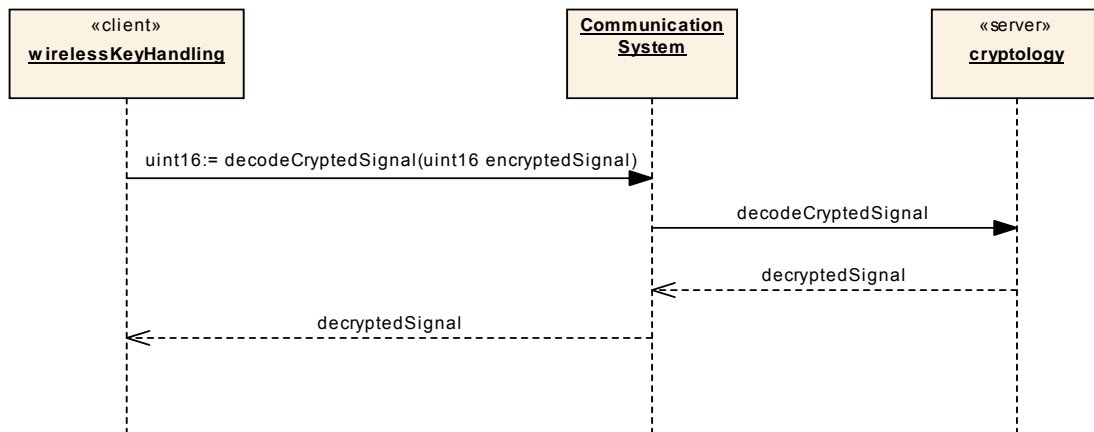 «client»
wirelessKeyHandling
Communication
System
«server»
cryptology
uint16:= decodeCryptedSignal(uint16 encryptedSignal)
decodeCryptedSignal
decryptedSignal
decryptedSignal